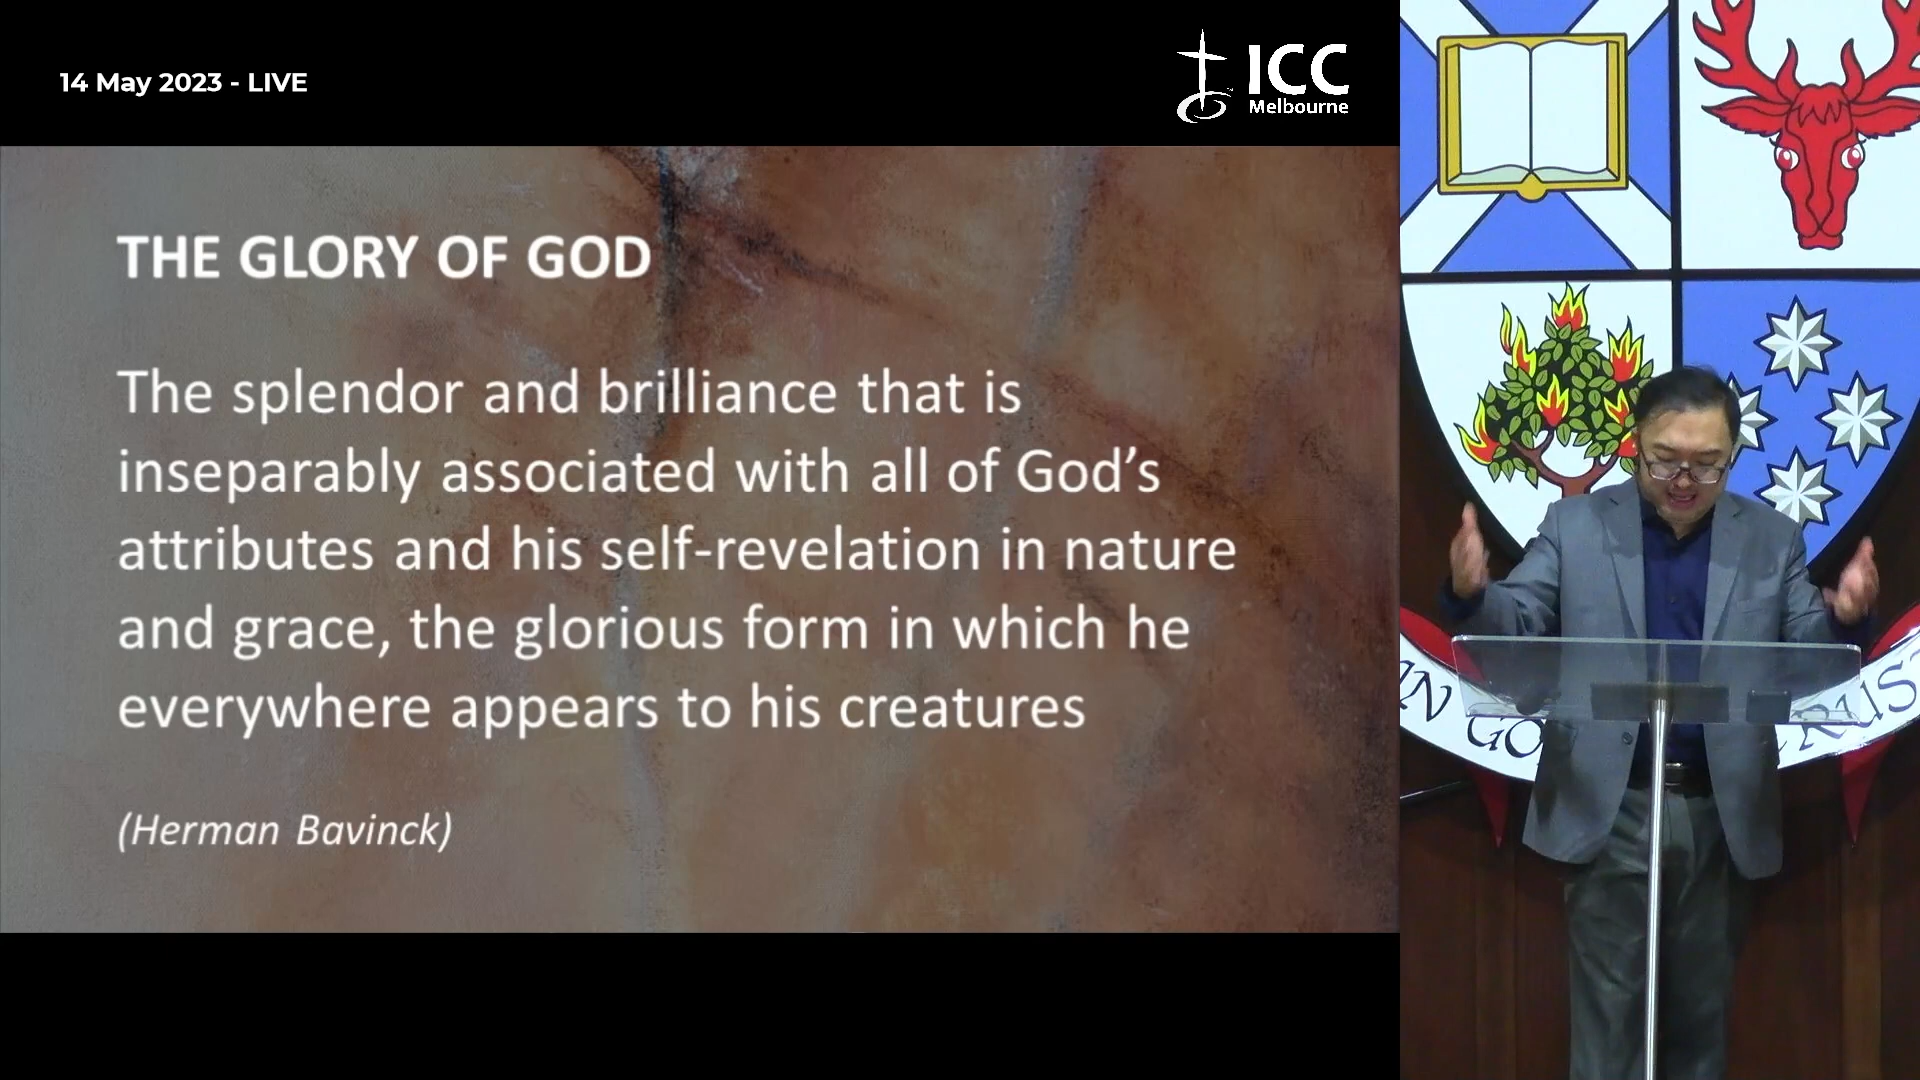 14 May 2023 - LIVE
ICC
Melbourne
THE GLORY OF GOD
The splendor and brilliance that is
inseparably associated with all of God’s
attributes and his self-revelation in nature
and grace, the glorious form in which he
everywhere appears to his creatures
(Herman Bavinck)
IN GO